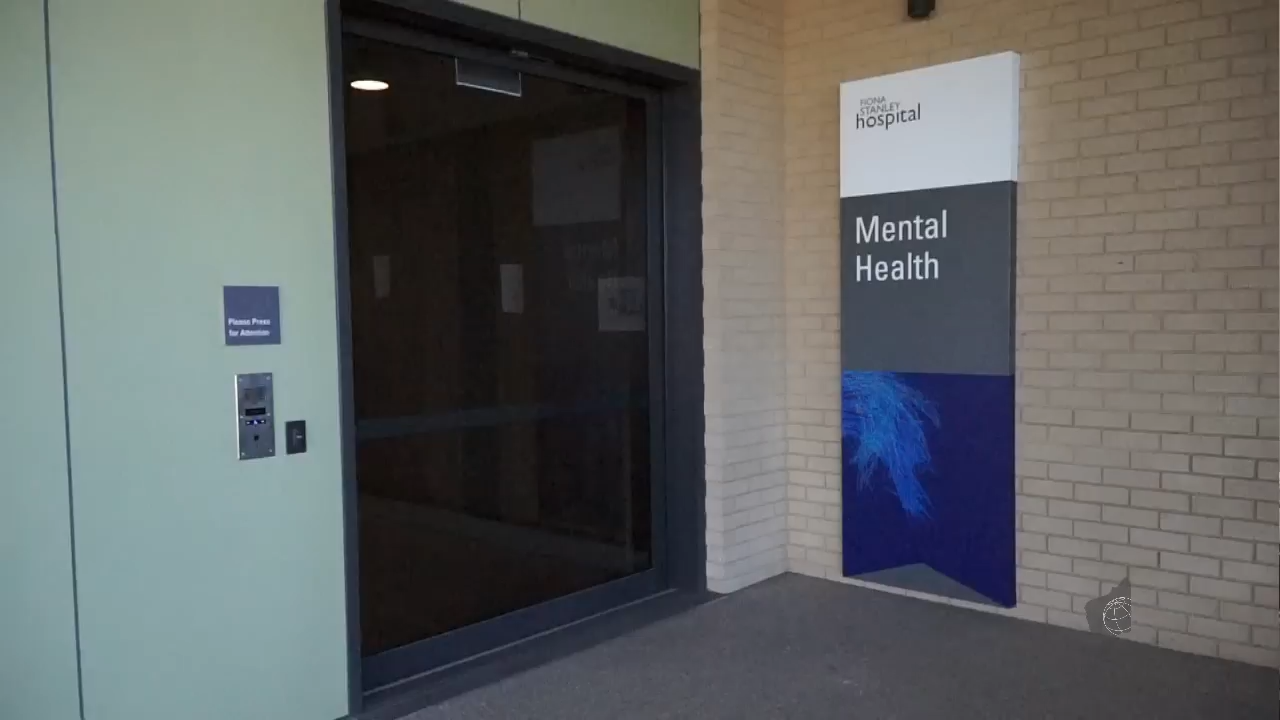 Please Press
for Attention
FIONA
STANLEY
hospital
Mental
Health